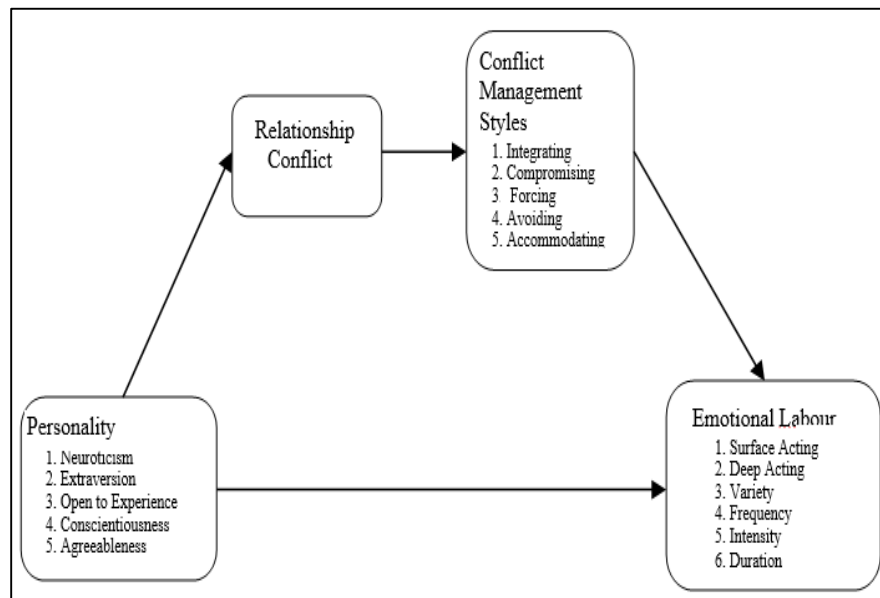 Conflict
Management
Styles
1. Integrating
2. Compromising
3 Forcing
4. Avoiding
5. Accommodating
Relationship
Conflict
Personality
1. Neuroticism
2. Extraversion
3. Open to Experience
4. Conscientiousness
5. Agreeableness
Emotional Labour
1. Surface Acting
2. Deep Acting
3. Variety
4. Frequency
5. Intensity
6. Duration